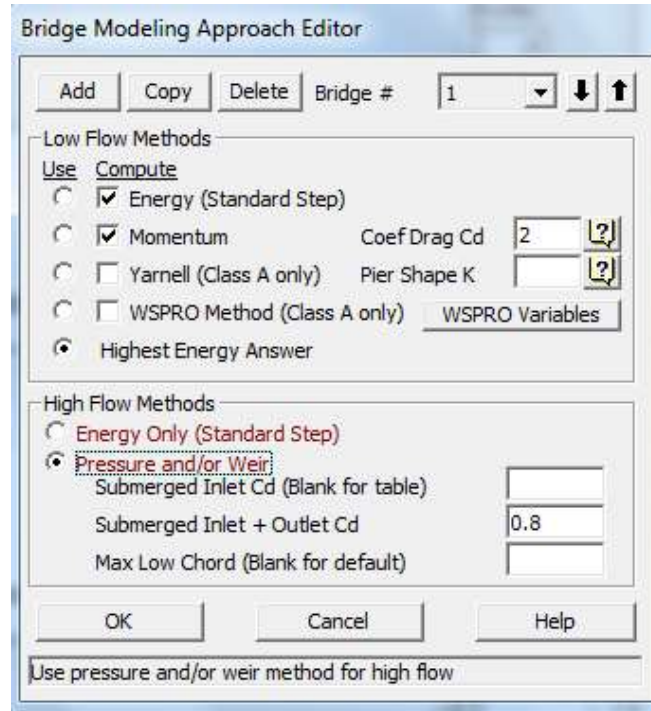 Bridge Modeling Approach Editor
Add Copy Delete Bridge # 1
Low Flow Methods
Use Compute
Energy (Standard Step)
Momentum Coef Drag Cd 2 ?
Yarnell (Class A only) Pier Shape K ?
WSPRO Method (Class A only) WSPRO Variables
Highest Energy Answer
High Flow Methods
Energy Only (Standard Step)
Pressure and/or Weir
Submerged Inlet Cd (Blank for table)
Submerged Inlet + Outlet Cd 0.8
Max Low Chord (Blank for default)
OK Cancel Help
Use pressure and/or weir method for high flow